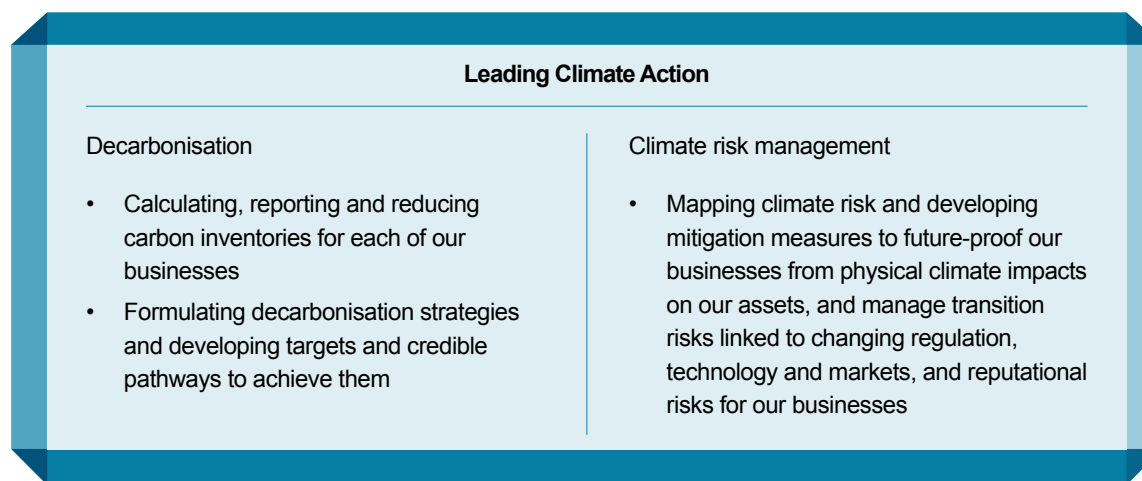 Leading Climate Action
Decarbonisation
• Calculating, reporting and reducing
carbon inventories for each of our
businesses
• Formulating decarbonisation strategies
and developing targets and credible
pathways to achieve them
Climate risk management
• Mapping climate risk and developing
mitigation measures to future-proof our
businesses from physical climate impacts
on our assets, and manage transition
risks linked to changing regulation,
technology and markets, and reputational
risks for our businesses